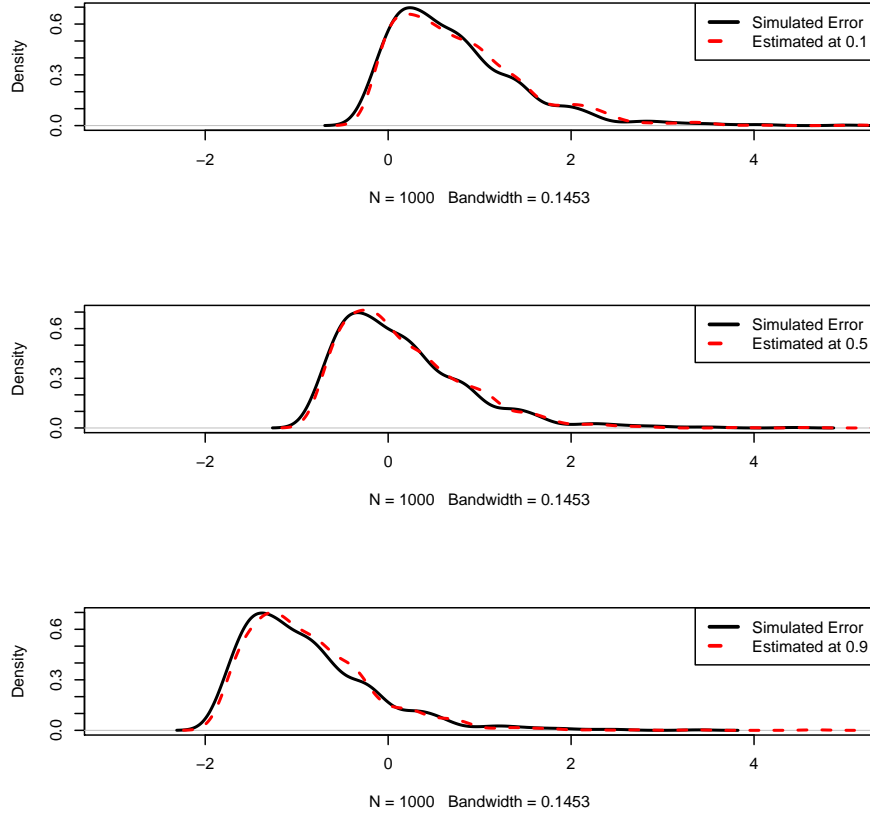 Density
0.0 0.3 0.6
Simulated Error
Estimated at 0.1
−2 0 2 4
N = 1000 Bandwidth = 0.1453
Density
0.0 0.3 0.6
Simulated Error
Estimated at 0.5
−2 0 2 4
N = 1000 Bandwidth = 0.1453
Density
0.0 0.3 0.6
Simulated Error
Estimated at 0.9
−2 0 2 4
N = 1000 Bandwidth = 0.1453